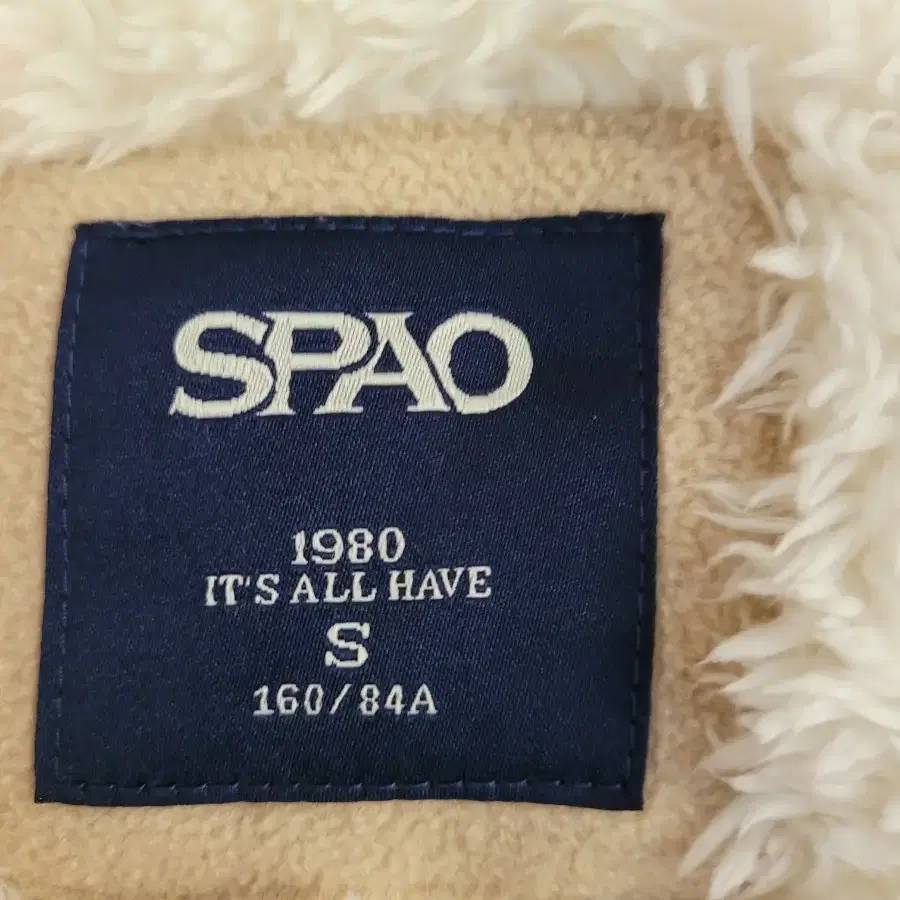 SPAO
1980
IT'S ALL HAVE
S
160/84A